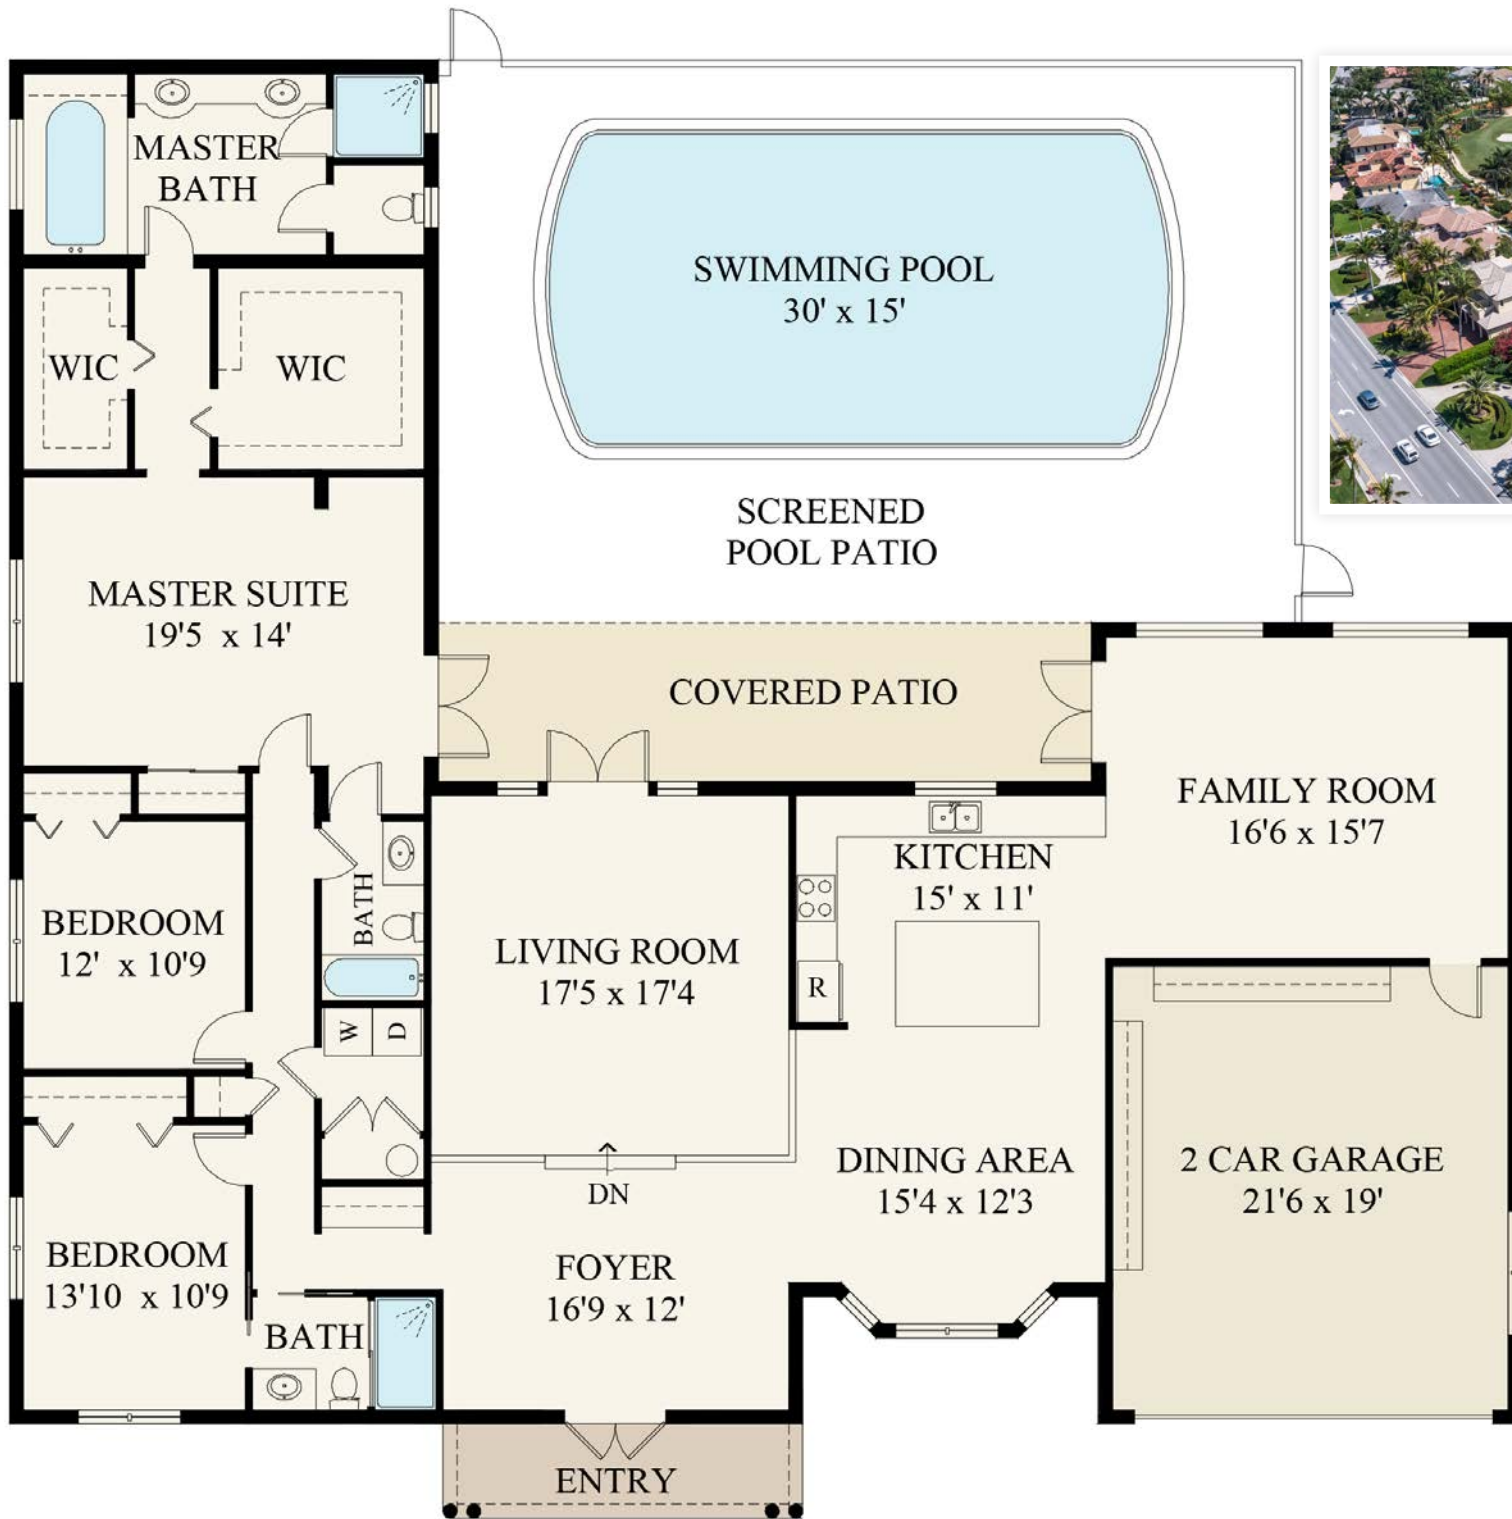 MASTER
BATH
SWIMMING POOL
30' x 15'
WIC
WIC
SCREENED
POOL PATIO
MASTER SUITE
19'5 x 14'
COVERED PATIO
FAMILY ROOM
16'6 x 15'7
KITCHEN
15' x 11'
BEDROOM
12' x 10'9
BATH
LIVING ROOM
17'5 x 17'4
R
W
D
DINING AREA
15'4 x 12'3
2 CAR GARAGE
21'6 x 19'
DN
BEDROOM
13'10 x 10'9
FOYER
16'9 x 12'
BATH
ENTRY